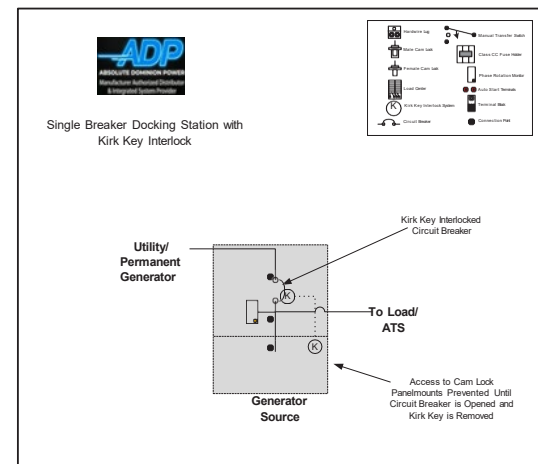 ADP
ABSOLUTE DOMINION POWER
Manufacturer Authorized Distributor
& Integrated System Provider
Single Breaker Docking Station with
Kirk Key Interlock
Hardwire Lug
Male Cam Lok
Female Cam Lok
Load Center
K
Kirk Key Interlock System
Circuit Breaker
Manual Transfer Switch
Class CC Fuse Holder
Phase Rotation Monitor
Auto Start Terminals
Terminal Block
Connection Point
Kirk Key Interlocked
Circuit Breaker
Utility/
Permanent
Generator
K
To Load/
ATS
K
Generator
Source
Access to Cam Lock
Panelmounts Prevented Until
Circuit Breaker is Opened and
Kirk Key is Removed